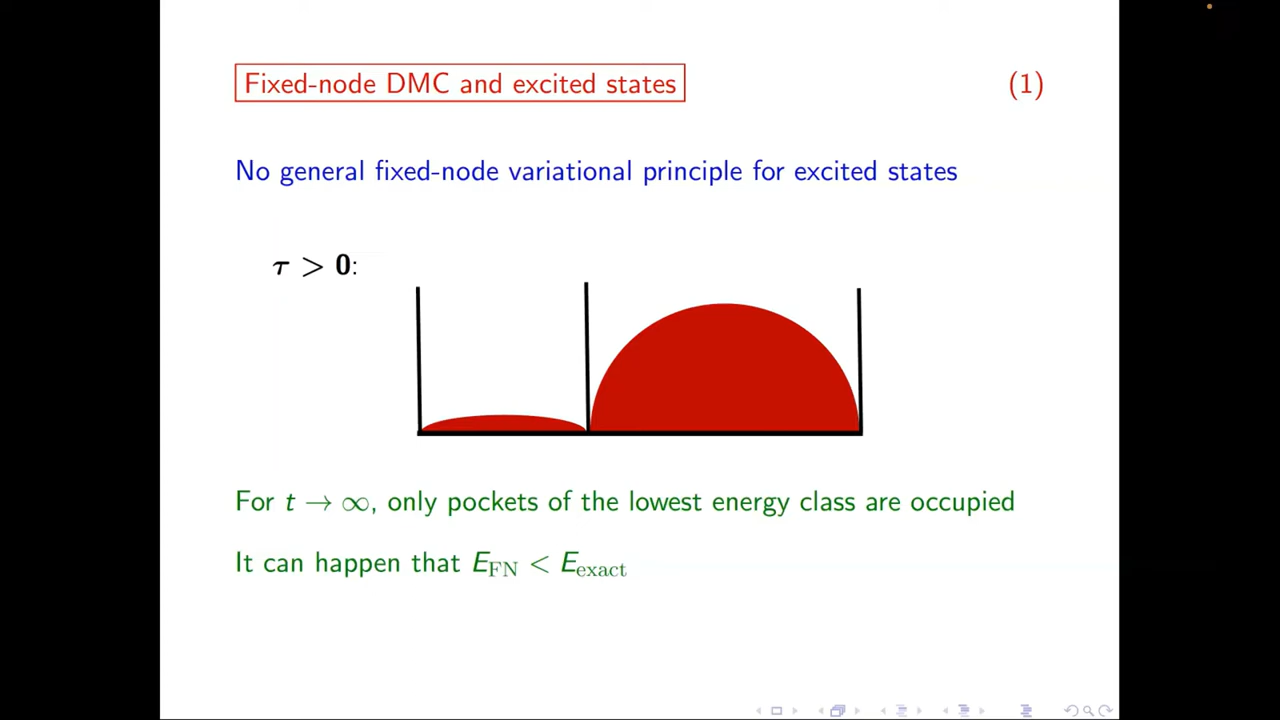 Fixed-node DMC and excited states (1)
No general fixed-node variational principle for excited states
τ > 0:
For t → ∞, only pockets of the lowest energy class are occupied
It can happen that E_FN < E_exact